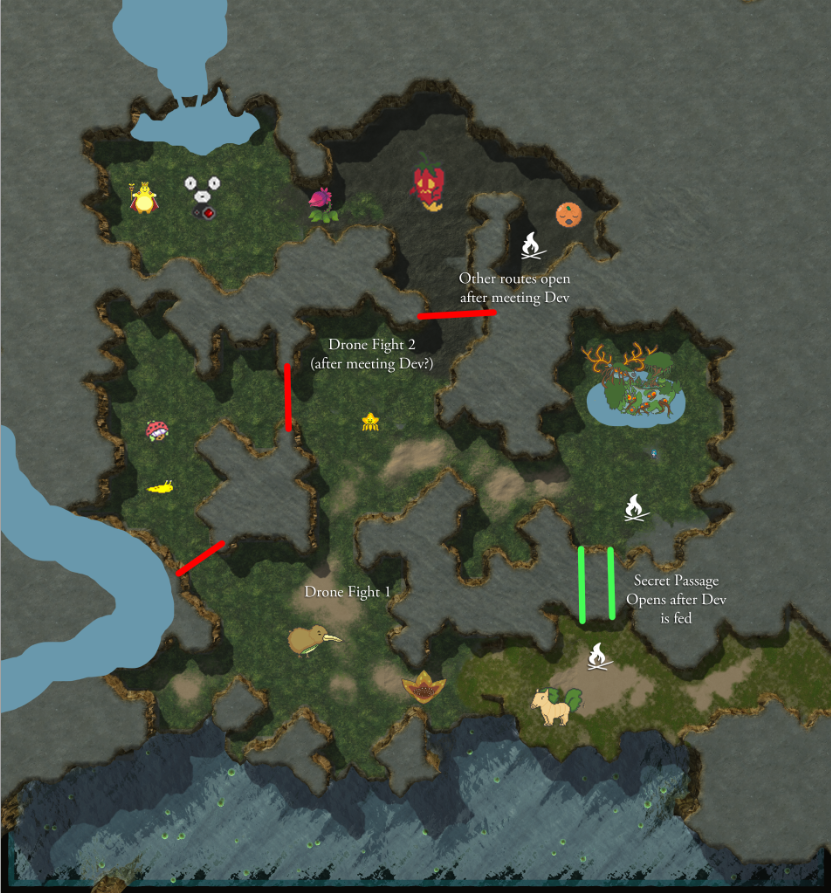 Other routes open
after meeting Dev
Drone Fight 2
(after meeting Dev?)
Drone Fight 1
Secret Passage
Opens after Dev
is fed